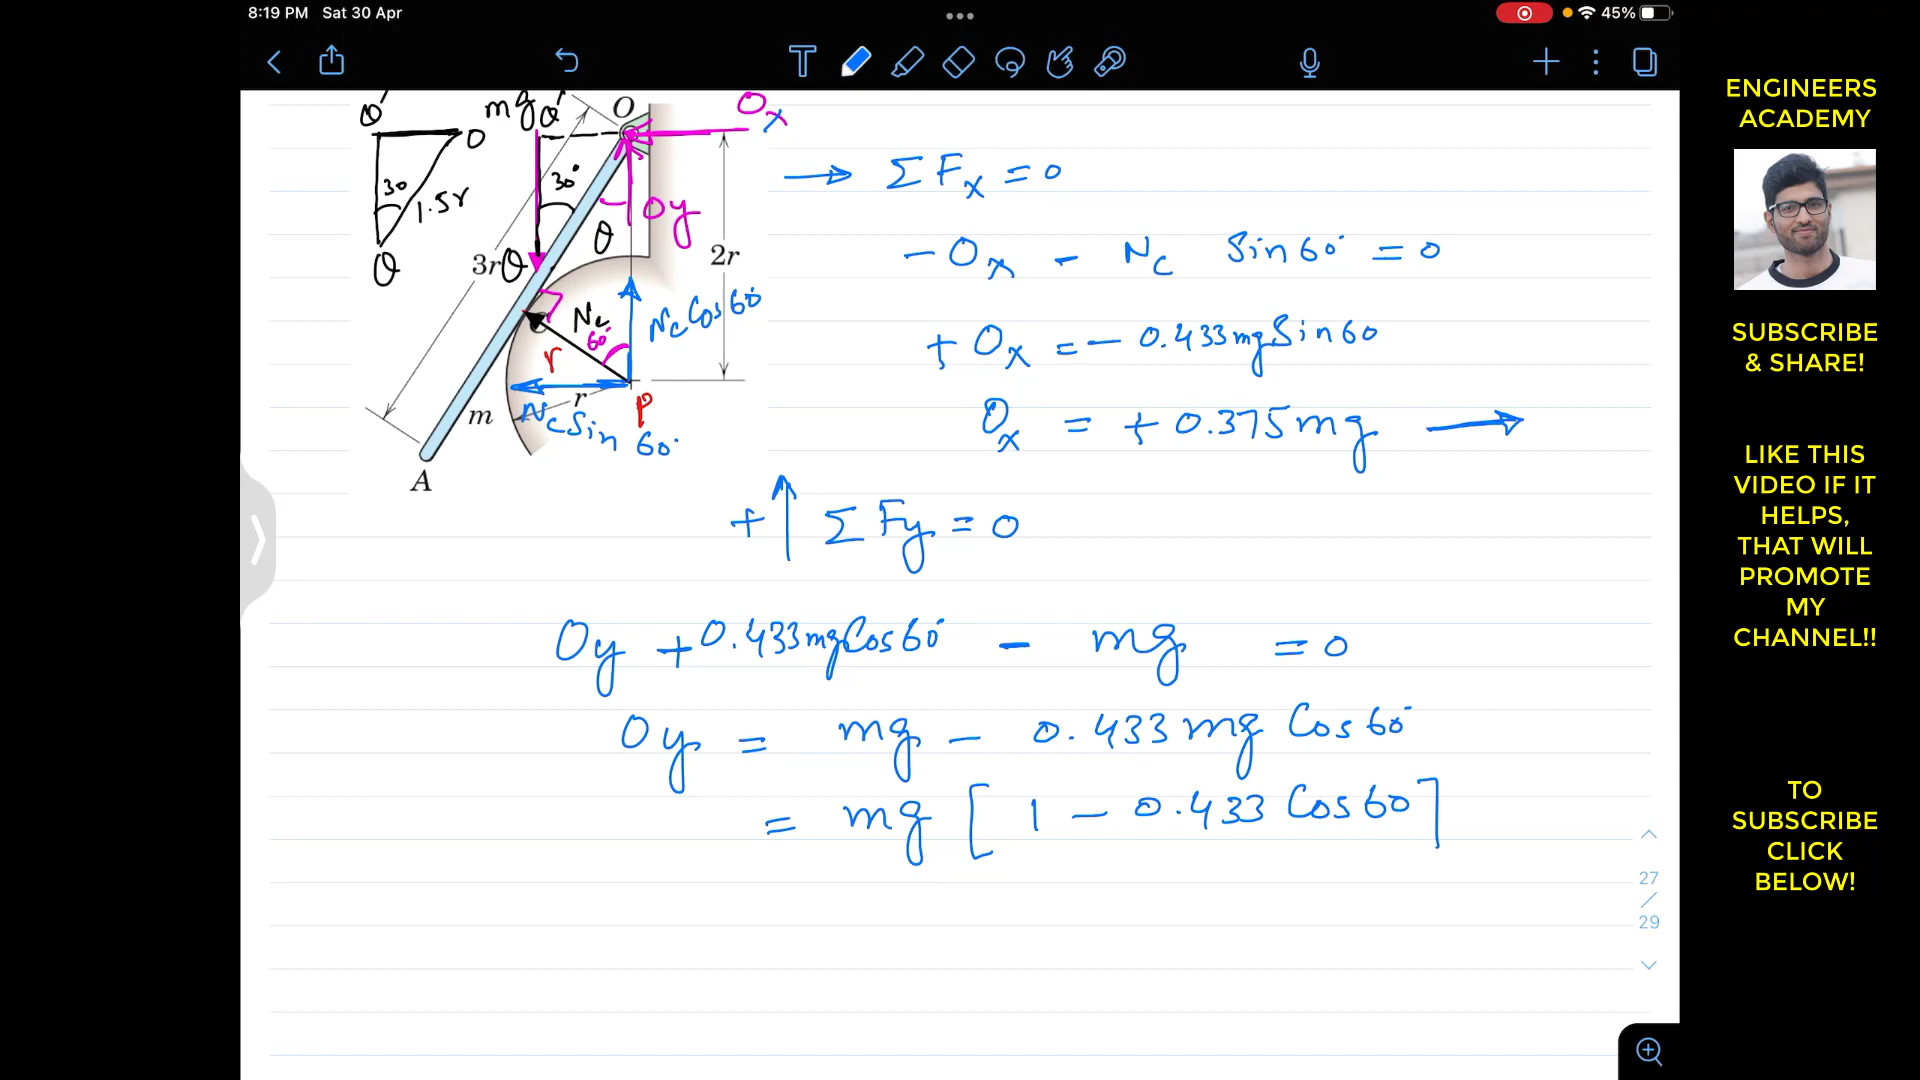 8:19 PM Sat 30 Apr
45%
T
O' mg O' O Ox
O
30 30°
1.5r Oy
θ
3r 2r
Nc Nc Cos 60°
60°
r
r P
m Nc Sin 60°
A
→ ΣFx = 0
- Ox - Nc Sin 60° = 0
+ Ox = - 0.433mg Sin 60
Ox = + 0.375 mg →
+↑ ΣFy = 0
Oy + 0.433mg Cos 60° - mg = 0
Oy = mg - 0.433 mg Cos 60°
= mg [ 1 - 0.433 Cos 60 ]
27
/
29
ENGINEERS
ACADEMY
SUBSCRIBE
& SHARE!
LIKE THIS
VIDEO IF IT
HELPS,
THAT WILL
PROMOTE
MY
CHANNEL!!
TO
SUBSCRIBE
CLICK
BELOW!